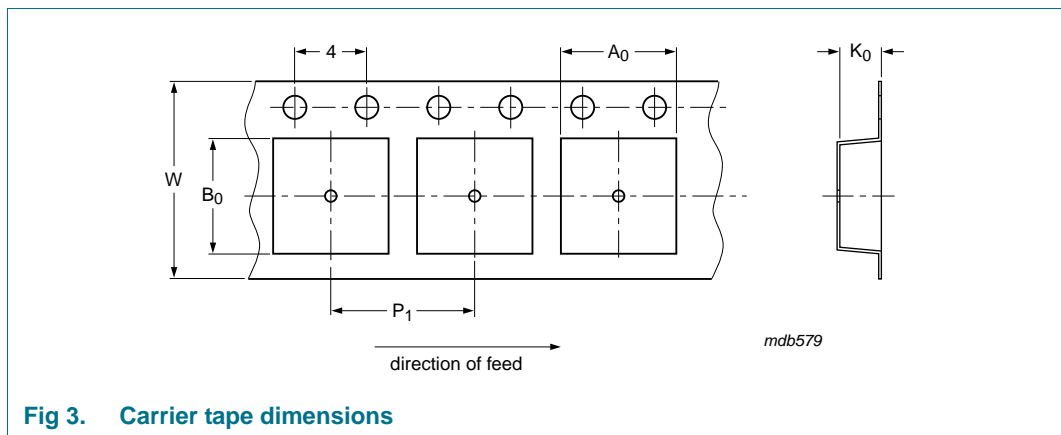 4
A0
K0
W
B0
P1
direction of feed
mdb579
Fig 3. Carrier tape dimensions